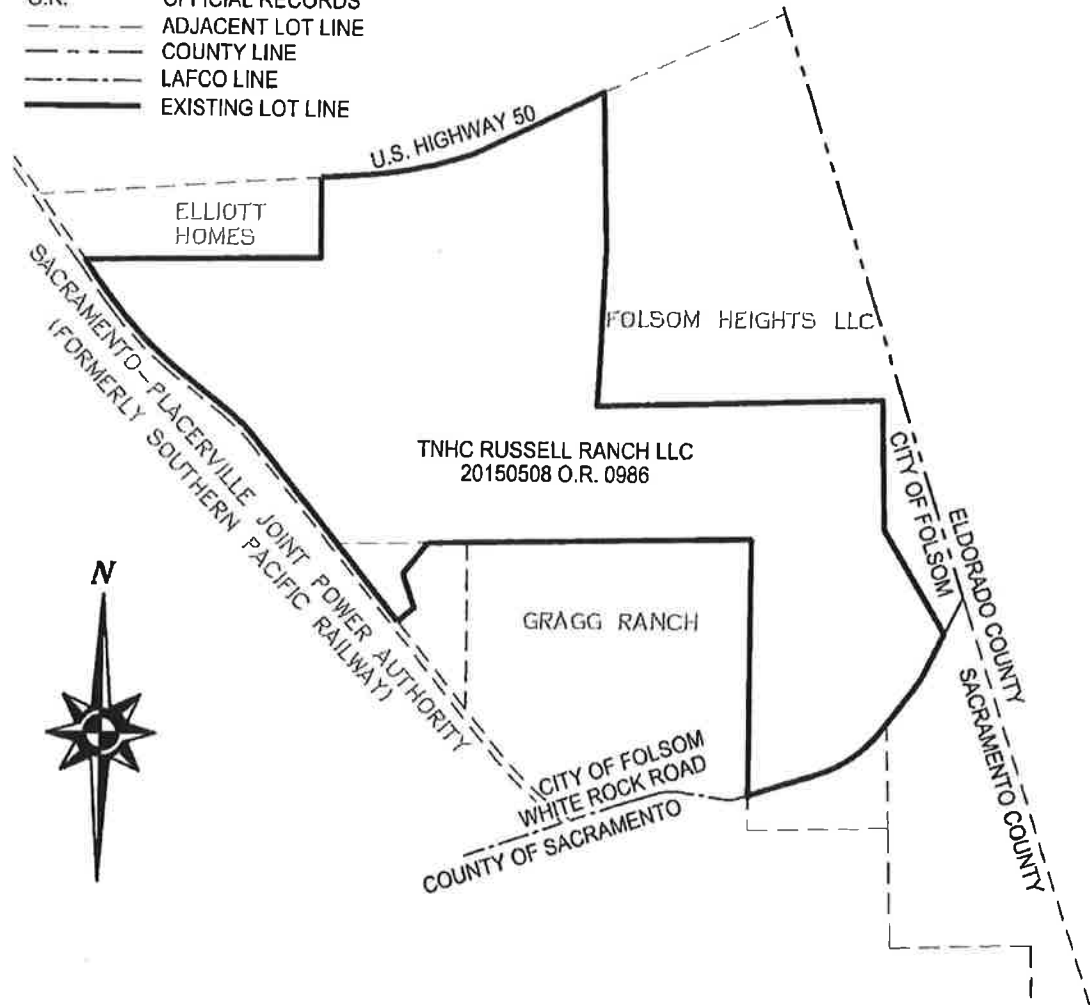 O.R. OFFICIAL RECORDS
ADJACENT LOT LINE
COUNTY LINE
LAFCO LINE
EXISTING LOT LINE
U.S. HIGHWAY 50
ELLIOTT
HOMES
SACRAMENTO-PLACERVILLE JOINT POWER AUTHORITY
(FORMERLY SOUTHERN PACIFIC RAILWAY)
FOLSOM HEIGHTS LLC
TNHC RUSSELL RANCH LLC
20150508 O.R. 0986
CITY OF FOLSOM
ELDORADO COUNTY
SACRAMENTO COUNTY
N
GRAGG RANCH
CITY OF FOLSOM
WHITE ROCK ROAD
COUNTY OF SACRAMENTO